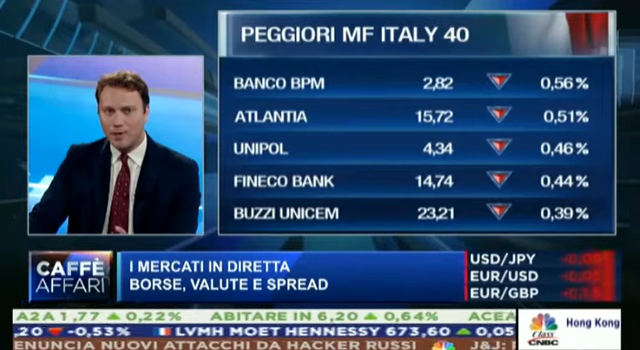 PEGGIORI MF ITALY 40
BANCO BPM 2,82 0,56%
ATLANTIA 15,72 0,51%
UNIPOL 4,34 0,46%
FINECO BANK 14,74 0,44%
BUZZI UNICEM 23,21 0,39%
CAFFÈ
AFFARI
I MERCATI IN DIRETTA
BORSE, VALUTE E SPREAD
USD/JPY
EUR/USD
EUR/GBP
A2A 1,77 0,22% ABITARE IN 6,20 0,64% ACEA
,20 -0,53% LVMH MOET HENNESSY 673,60 0,05
ENUNCIA NUOVI ATTACCHI DA HACKER RUSSI J&J:
Class
CNBC
Hong Kong